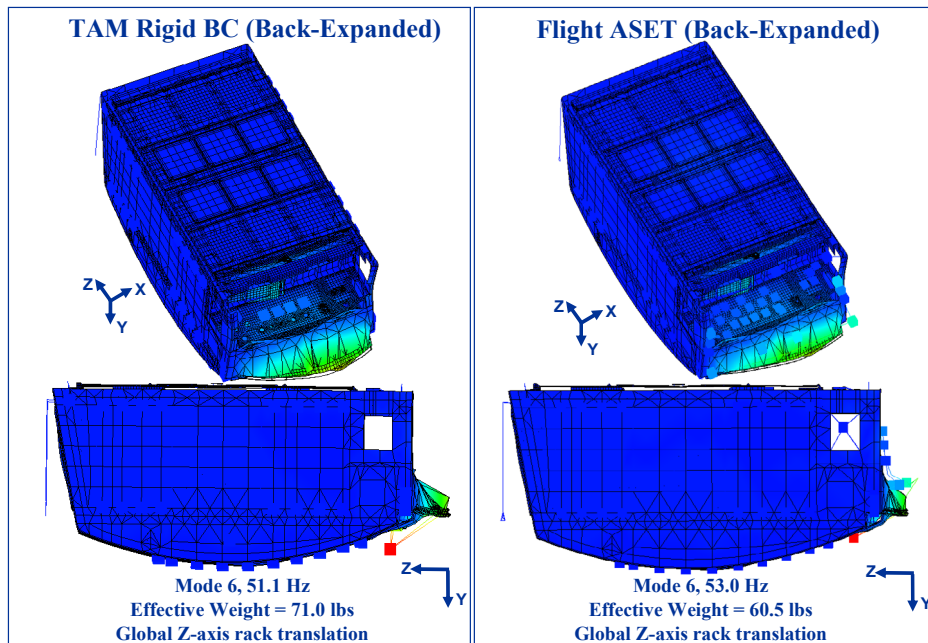 TAM Rigid BC (Back-Expanded)
Z
X
Y
Z
Y
Mode 6, 51.1 Hz
Effective Weight = 71.0 lbs
Global Z-axis rack translation
Flight ASET (Back-Expanded)
Z
X
Y
Z
Y
Mode 6, 53.0 Hz
Effective Weight = 60.5 lbs
Global Z-axis rack translation